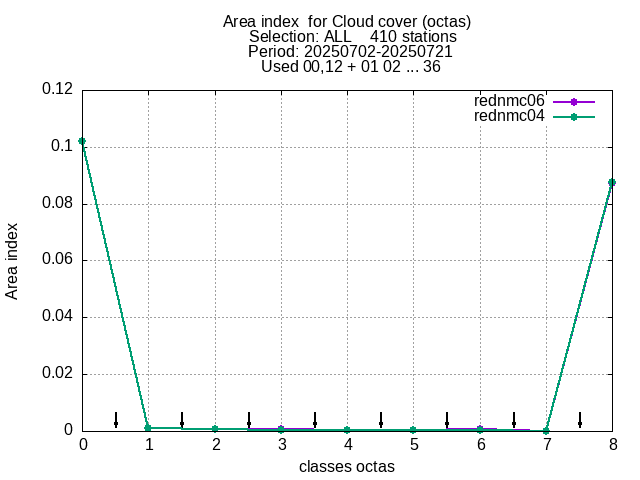 Area index  for Cloud cover (octas)
Selection: ALL    410 stations
Period: 20250702-20250721
Used 00,12 + 01 02 ... 36
rednmc06
rednmc04
0.12
0.1
0.08
0.06
0.04
0.02
0
Area index
0 1 2 3 4 5 6 7 8
classes octas